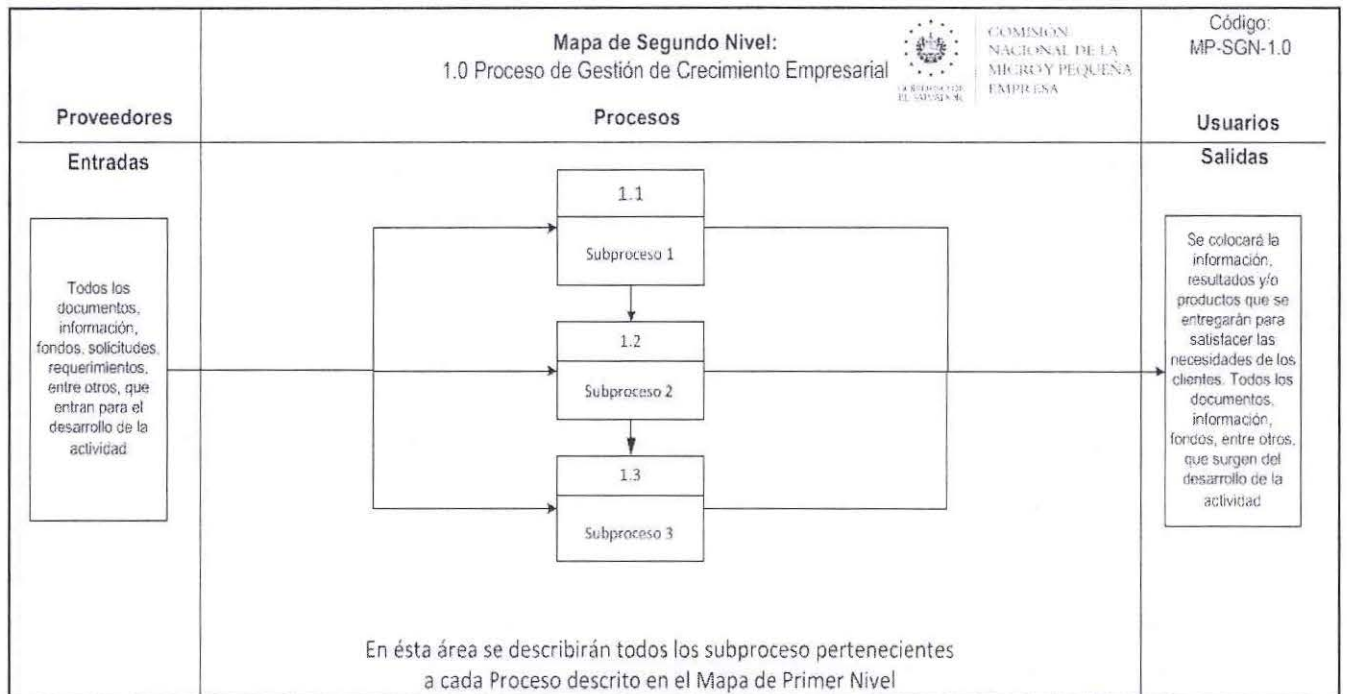 Mapa de Segundo Nivel:
1.0 Proceso de Gestión de Crecimiento Empresarial
GOBIERNO DE
EL SALVADOR
COMISIÓN
NACIONAL DE LA
MICRO Y PEQUEÑA
EMPRESA
Código:
MP-SGN-1.0
Proveedores
Procesos
Usuarios
Entradas
Salidas
Todos los
documentos,
información,
fondos, solicitudes,
requerimientos,
entre otros, que
entran para el
desarrollo de la
actividad
1.1
Subproceso 1
1.2
Subproceso 2
1.3
Subproceso 3
Se colocará la
información,
resultados y/o
productos que se
entregarán para
satisfacer las
necesidades de los
clientes. Todos los
documentos,
información,
fondos, entre otros,
que surgen del
desarrollo de la
actividad
En ésta área se describirán todos los subproceso pertenecientes
a cada Proceso descrito en el Mapa de Primer Nivel